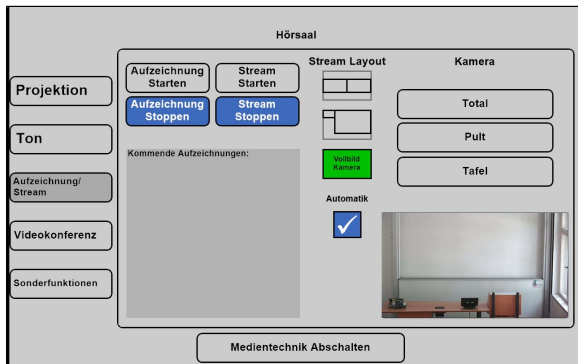 Hörsaal
Projektion
Ton
Aufzeichnung/
Stream
Videokonferenz
Sonderfunktionen
Aufzeichnung
Starten
Stream
Starten
Aufzeichnung
Stoppen
Stream
Stoppen
Kommende Aufzeichnungen:
Stream Layout
Vollbild
Kamera
Automatik
Kamera
Total
Pult
Tafel
Medientechnik Abschalten